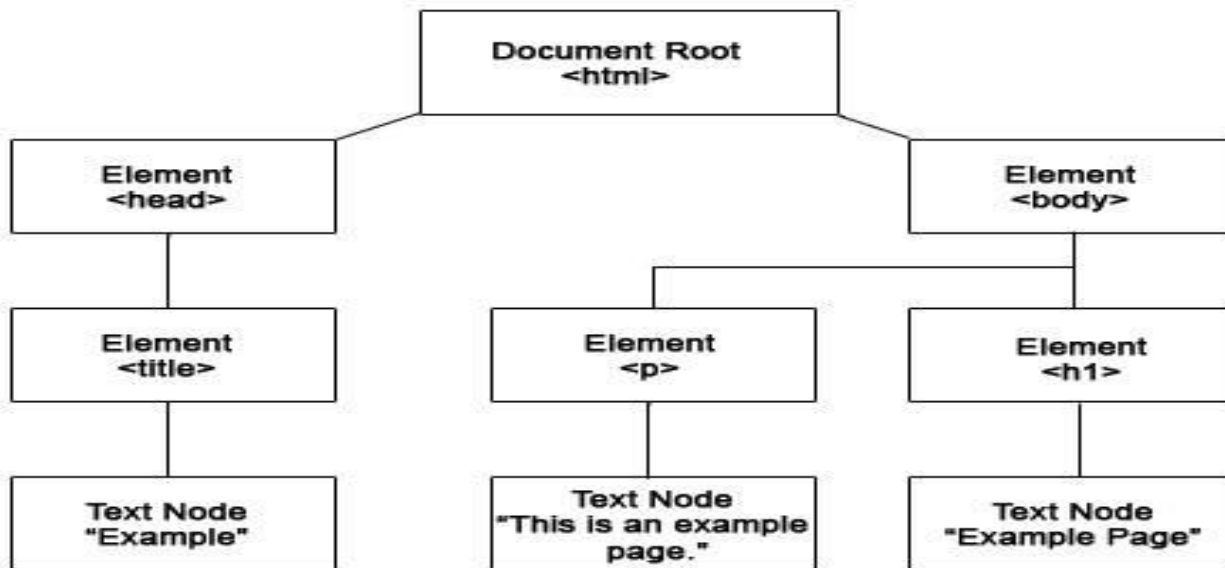 Document Root
<html>
Element
<head>
Element
<body>
Element
<title>
Element
<p>
Element
<h1>
Text Node
"Example"
Text Node
"This is an example
page."
Text Node
"Example Page"